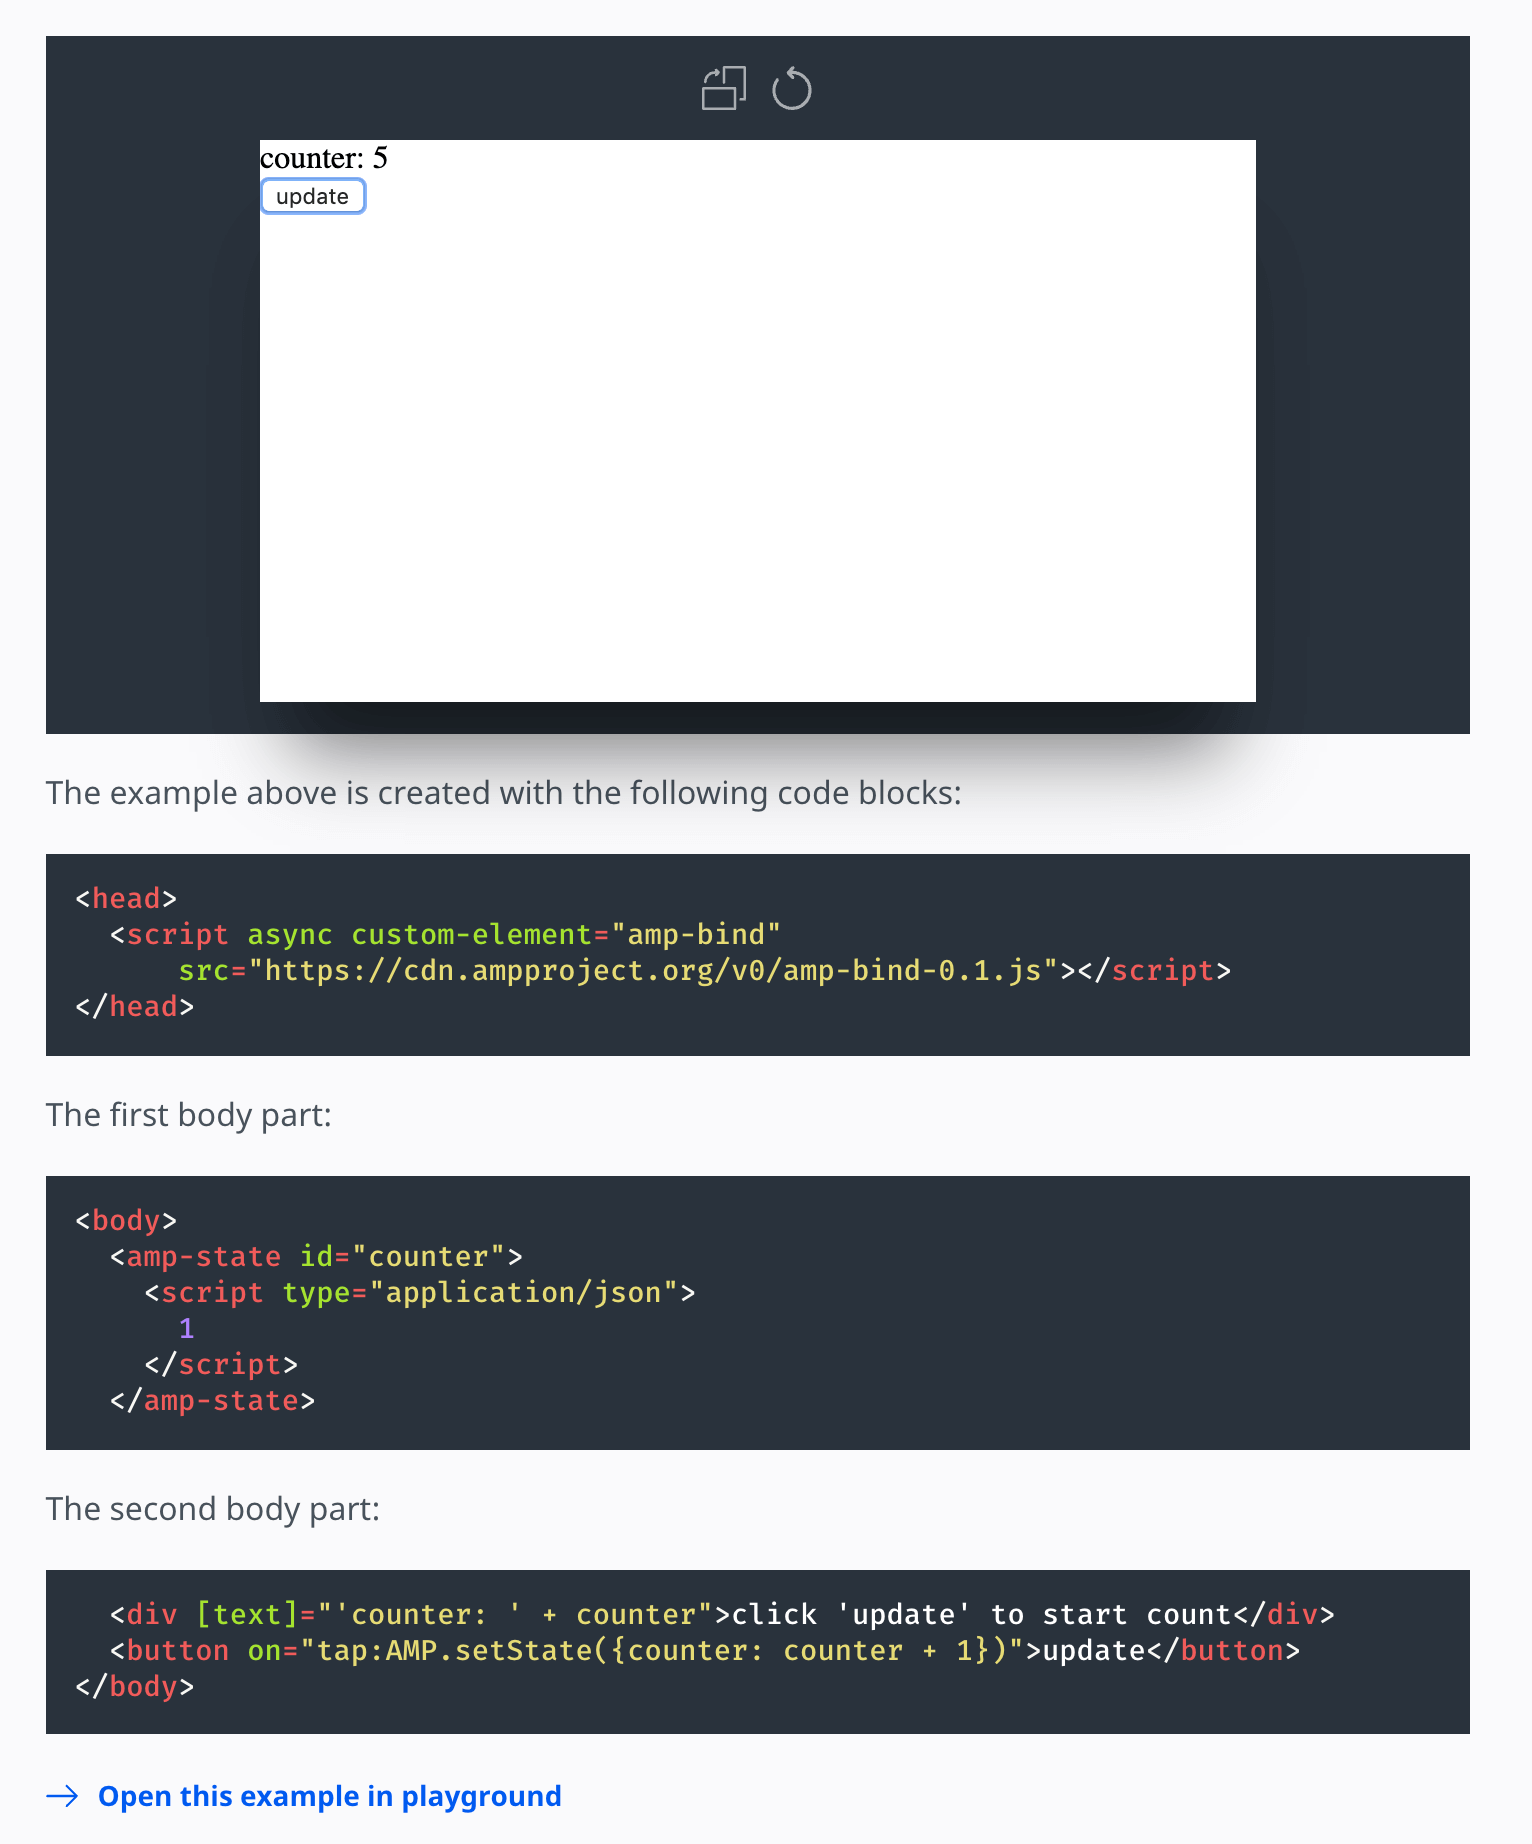 counter: 5
update
The example above is created with the following code blocks:
<head>
  <script async custom-element="amp-bind"
      src="https://cdn.ampproject.org/v0/amp-bind-0.1.js"></script>
</head>
The first body part:
<body>
  <amp-state id="counter">
    <script type="application/json">
      1
    </script>
  </amp-state>
The second body part:
  <div [text]="'counter: ' + counter">click 'update' to start count</div>
  <button on="tap:AMP.setState({counter: counter + 1})">update</button>
</body>
Open this example in playground